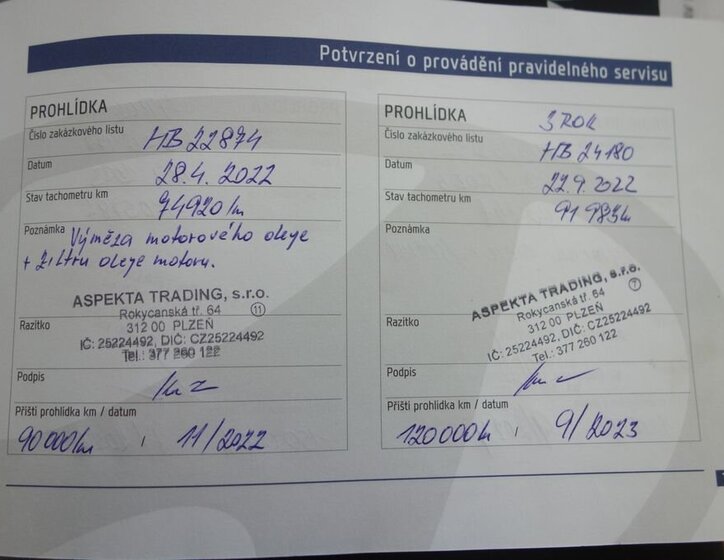 Potvrzení o provádění pravidelného servisu
PROHLÍDKA
Číslo zakázkového listu HB 22874
Datum 28.4. 2022
Stav tachometru km 74920 km
Poznámka Výměna motorového oleje
+ filtru oleje motoru.
ASPEKTA TRADING, s.r.o.
Rokycanská tř. 64 11
312 00 PLZEŇ
Razítko
IČ: 25224492, DIČ: CZ25224492
Tel.: 377 260 122
Podpis
Příští prohlídka km / datum
90 000 km / 11/2022
PROHLÍDKA 3 ROK
Číslo zakázkového listu HB 24180
Datum 22.9.2022
Stav tachometru km 91 983 km
Poznámka
ASPEKTA TRADING, s.r.o.
Rokycanská tř. 64 7
312 00 PLZEŇ
Razítko
IČ: 25224492, DIČ: CZ25224492
Tel.: 377 260 122
Podpis
Příští prohlídka km / datum
120 000 km / 9/2023